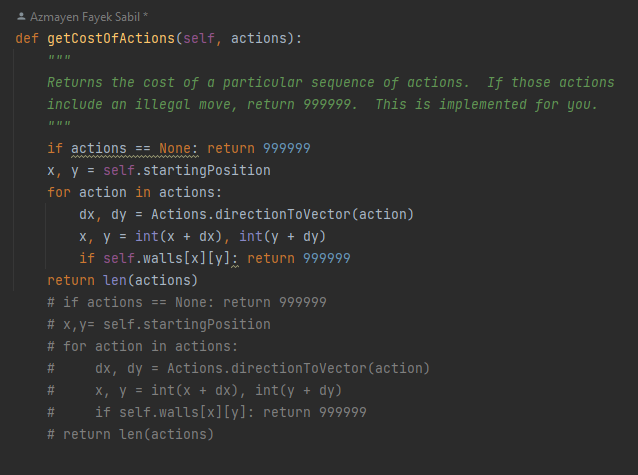 Azmayen Fayek Sabil *
def getCostOfActions(self, actions):
    """
    Returns the cost of a particular sequence of actions.  If those actions
    include an illegal move, return 999999.  This is implemented for you.
    """
    if actions == None: return 999999
    x, y = self.startingPosition
    for action in actions:
        dx, dy = Actions.directionToVector(action)
        x, y = int(x + dx), int(y + dy)
        if self.walls[x][y]: return 999999
    return len(actions)
    # if actions == None: return 999999
    # x,y= self.startingPosition
    # for action in actions:
    #     dx, dy = Actions.directionToVector(action)
    #     x, y = int(x + dx), int(y + dy)
    #     if self.walls[x][y]: return 999999
    # return len(actions)